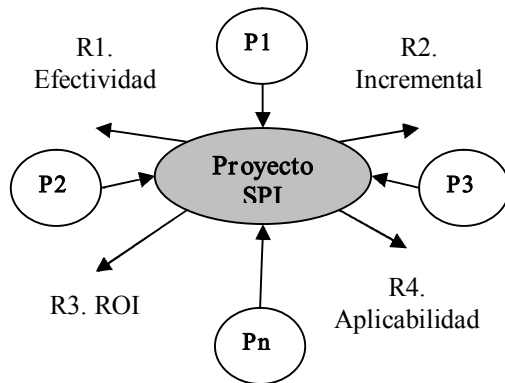 P1
R1.
Efectividad
R2.
Incremental
Proyecto
SPI
P2
P3
R3. ROI
R4.
Aplicabilidad
Pn